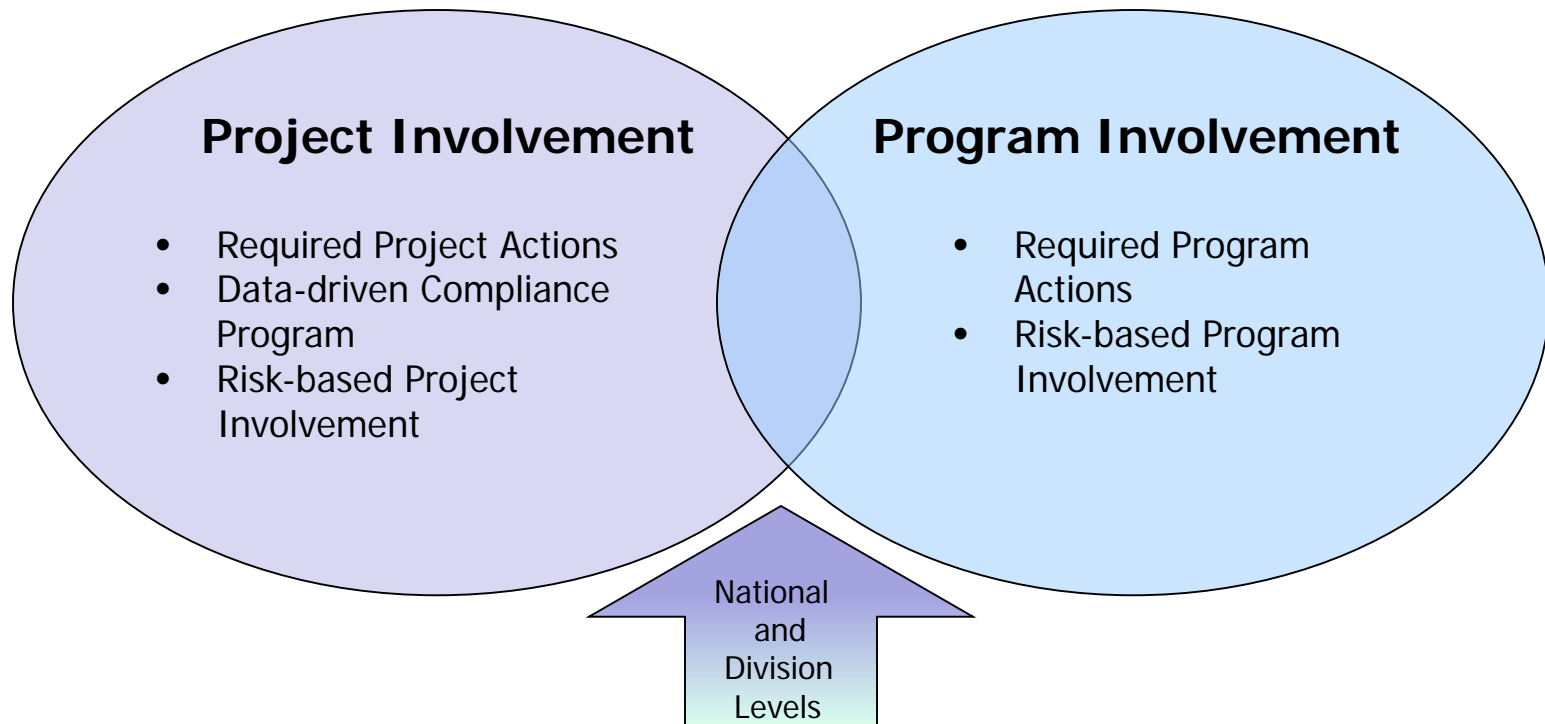 Project Involvement
• Required Project Actions
• Data-driven Compliance
Program
• Risk-based Project
Involvement
Program Involvement
• Required Program
Actions
• Risk-based Program
Involvement
National
and
Division
Levels